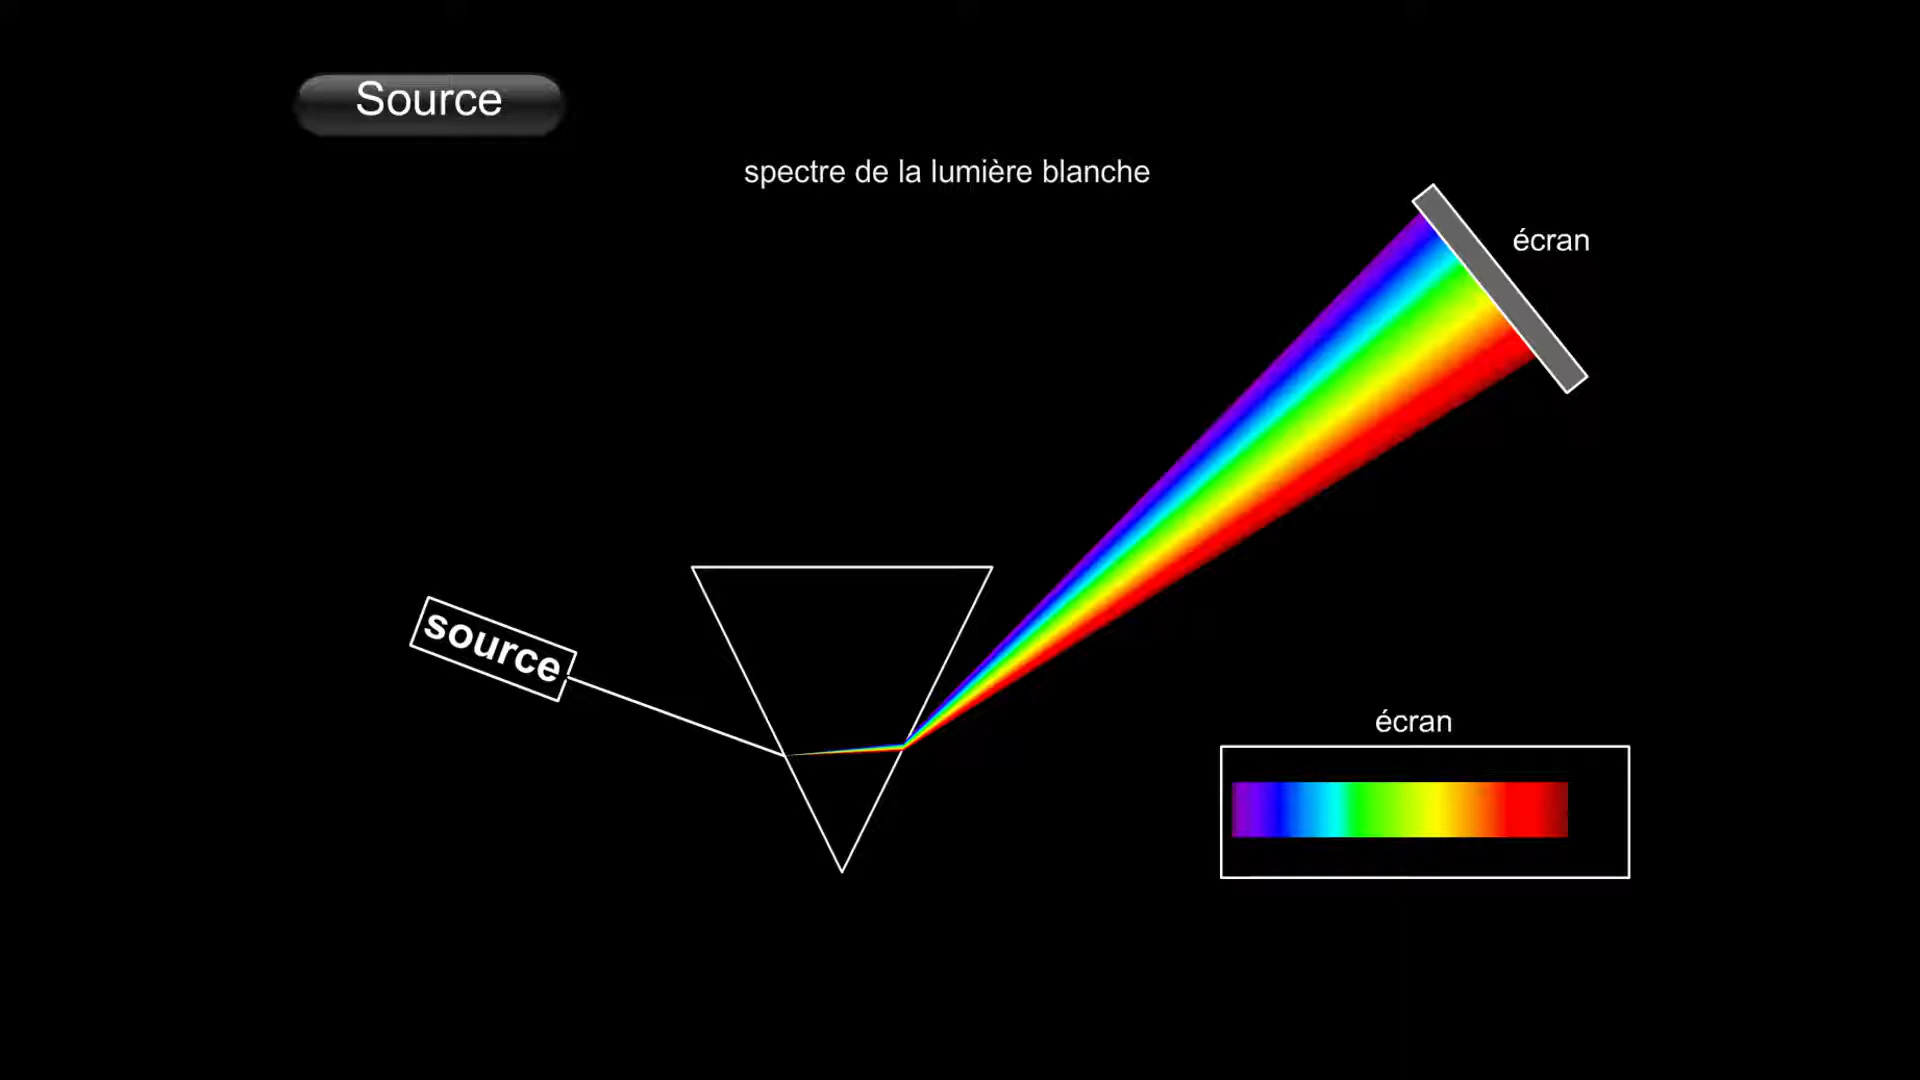 Source
spectre de la lumière blanche
écran
source
écran